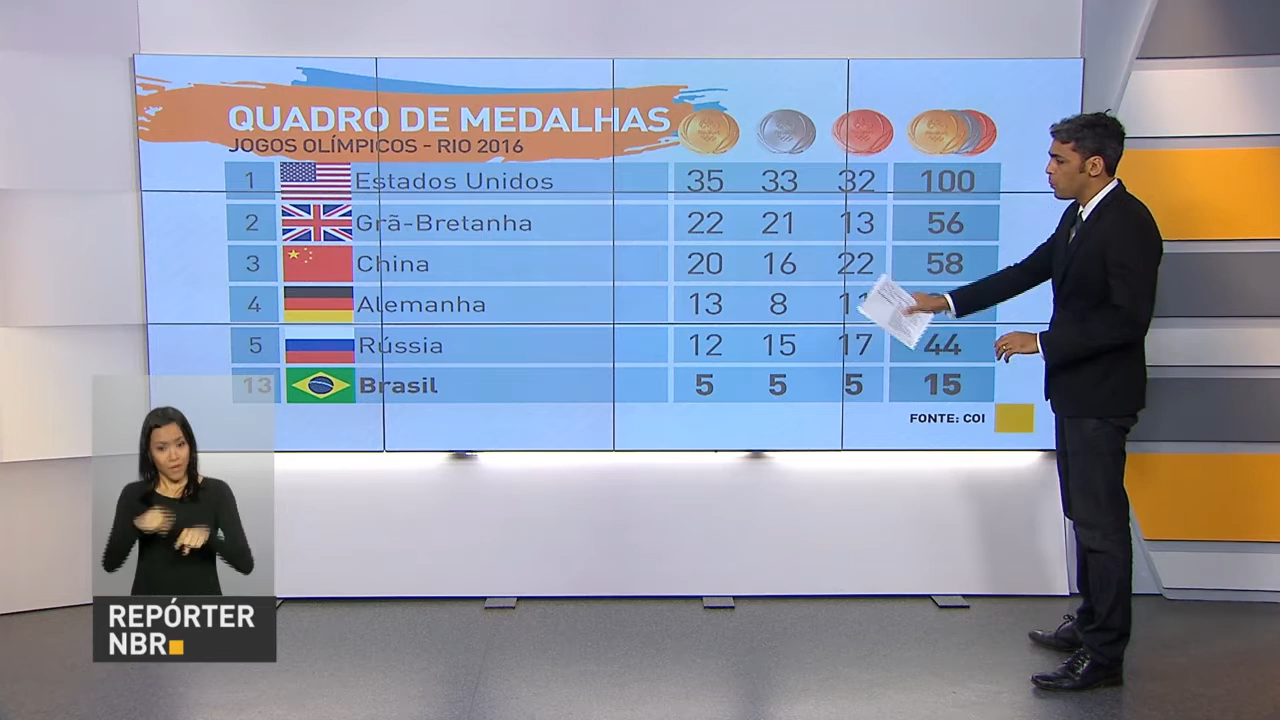 QUADRO DE MEDALHAS
JOGOS OLÍMPICOS - RIO 2016
1 Estados Unidos 35 33 32 100
2 Grã-Bretanha 22 21 13 56
3 China 20 16 22 58
4 Alemanha 13 8
5 Rússia 12 15 17 44
13 Brasil 5 5 5 15
FONTE: COI
REPÓRTER
NBR